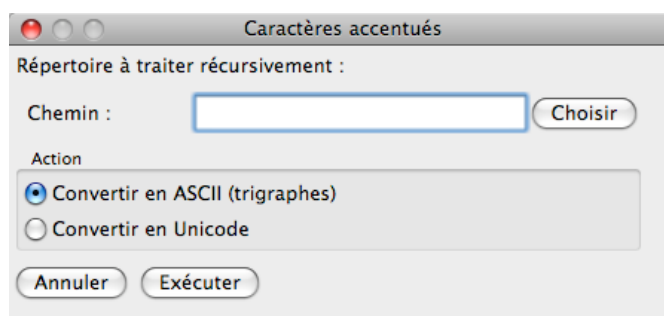 Caractères accentués
Répertoire à traiter récursivement :
Chemin : Choisir
Action
Convertir en ASCII (trigraphes)
Convertir en Unicode
Annuler Exécuter